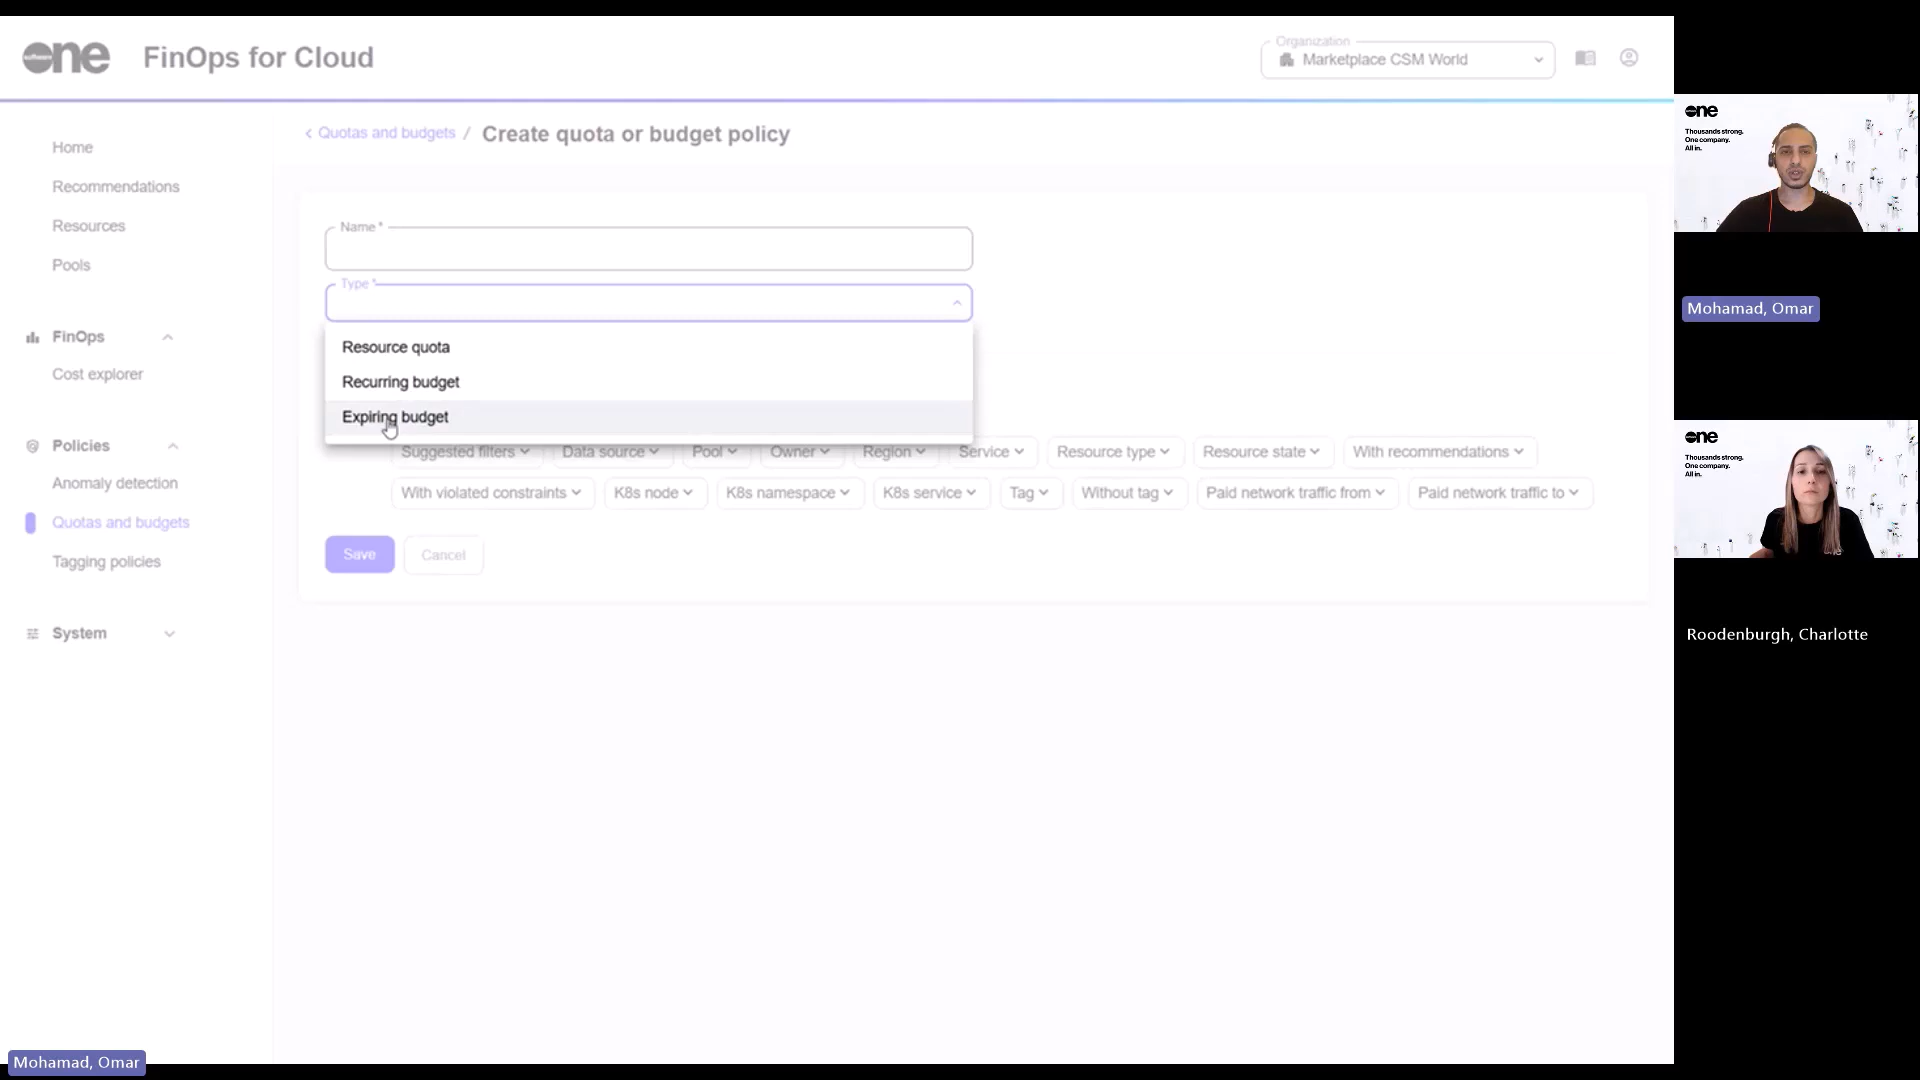 software
one
FinOps for Cloud
Organization
Marketplace CSM World
Home
Recommendations
Resources
Pools
FinOps
Cost explorer
Policies
Anomaly detection
Quotas and budgets
Tagging policies
System
Quotas and budgets / Create quota or budget policy
Name *
Type *
Resource quota
Recurring budget
Expiring budget
Suggested filters Data source Pool Owner Region Service Resource type Resource state With recommendations
With violated constraints K8s node K8s namespace K8s service Tag Without tag Paid network traffic from Paid network traffic to
Save Cancel
one
Thousands strong.
One company.
All in.
Mohamad, Omar
one
Thousands strong.
One company.
All in.
Roodenburgh, Charlotte
Mohamad, Omar